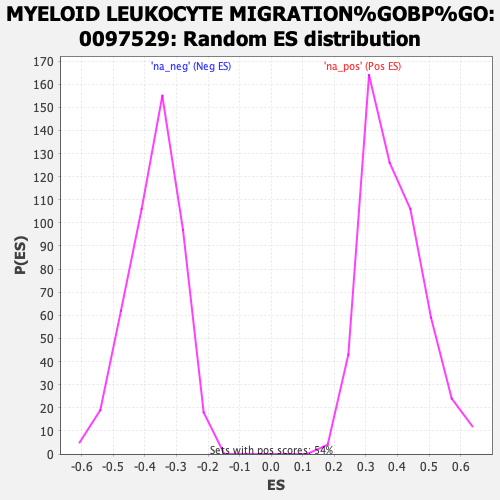 MYELOID LEUKOCYTE MIGRATION%GOBP%GO:
0097529: Random ES distribution
'na_neg' (Neg ES)
'na_pos' (Pos ES)
170
160
150
140
130
120
110
100
90
80
70
60
50
40
30
20
10
0
P(ES)
Sets with pos scores: 54%
-0.6 -0.5 -0.4 -0.3 -0.2 -0.1 0.0 0.1 0.2 0.3 0.4 0.5 0.6
ES